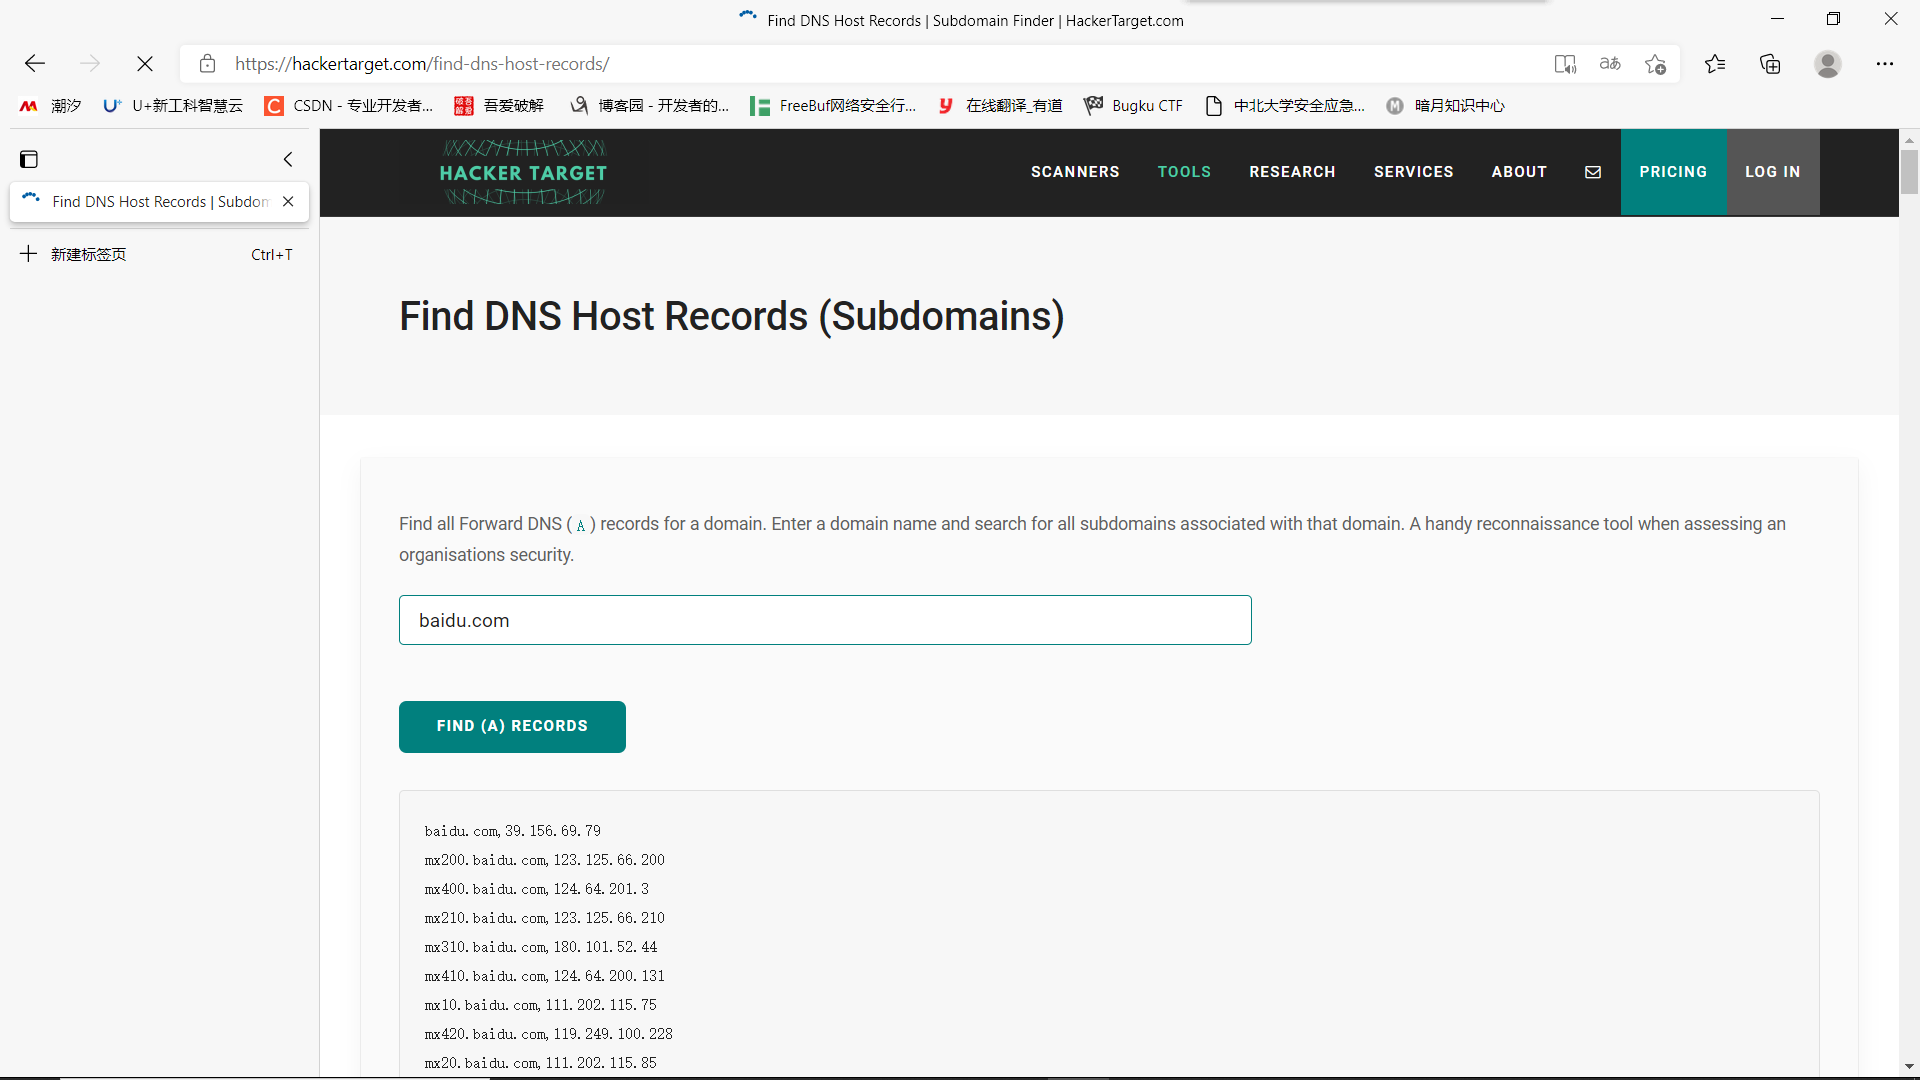 Find DNS Host Records | Subdomain Finder | HackerTarget.com
https://hackertarget.com/find-dns-host-records/
aあ
潮汐
U+新工科智慧云
CSDN - 专业开发者...
吾爱破解
博客园 - 开发者的...
FreeBuf网络安全行...
在线翻译_有道
Bugku CTF
中北大学安全应急...
暗月知识中心
Find DNS Host Records | Subdom
新建标签页 Ctrl+T
HACKER TARGET
SCANNERS TOOLS RESEARCH SERVICES ABOUT PRICING LOG IN
Find DNS Host Records (Subdomains)
Find all Forward DNS ( A ) records for a domain. Enter a domain name and search for all subdomains associated with that domain. A handy reconnaissance tool when assessing an
organisations security.
baidu.com
FIND (A) RECORDS
baidu.com,39.156.69.79
mx200.baidu.com,123.125.66.200
mx400.baidu.com,124.64.201.3
mx210.baidu.com,123.125.66.210
mx310.baidu.com,180.101.52.44
mx410.baidu.com,124.64.200.131
mx10.baidu.com,111.202.115.75
mx420.baidu.com,119.249.100.228
mx20.baidu.com,111.202.115.85